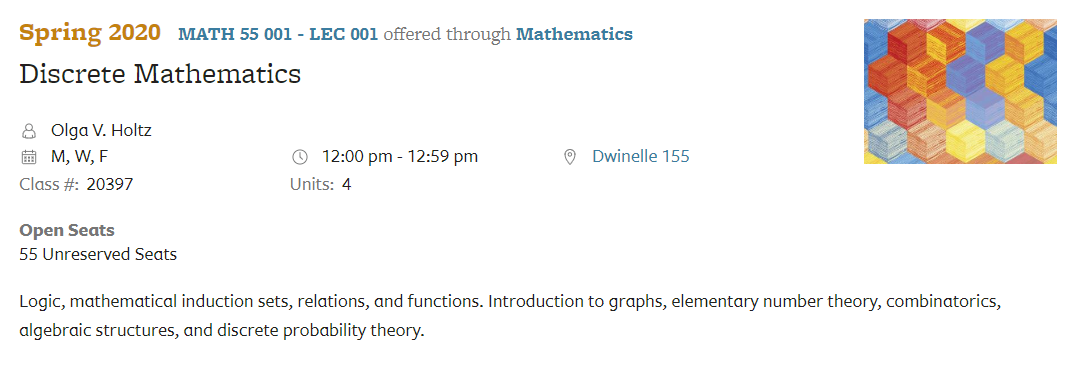 Spring 2020 MATH 55 001 - LEC 001 offered through Mathematics
Discrete Mathematics
Olga V. Holtz
M, W, F 12:00 pm - 12:59 pm Dwinelle 155
Class #: 20397 Units: 4
Open Seats
55 Unreserved Seats
Logic, mathematical induction sets, relations, and functions. Introduction to graphs, elementary number theory, combinatorics,
algebraic structures, and discrete probability theory.